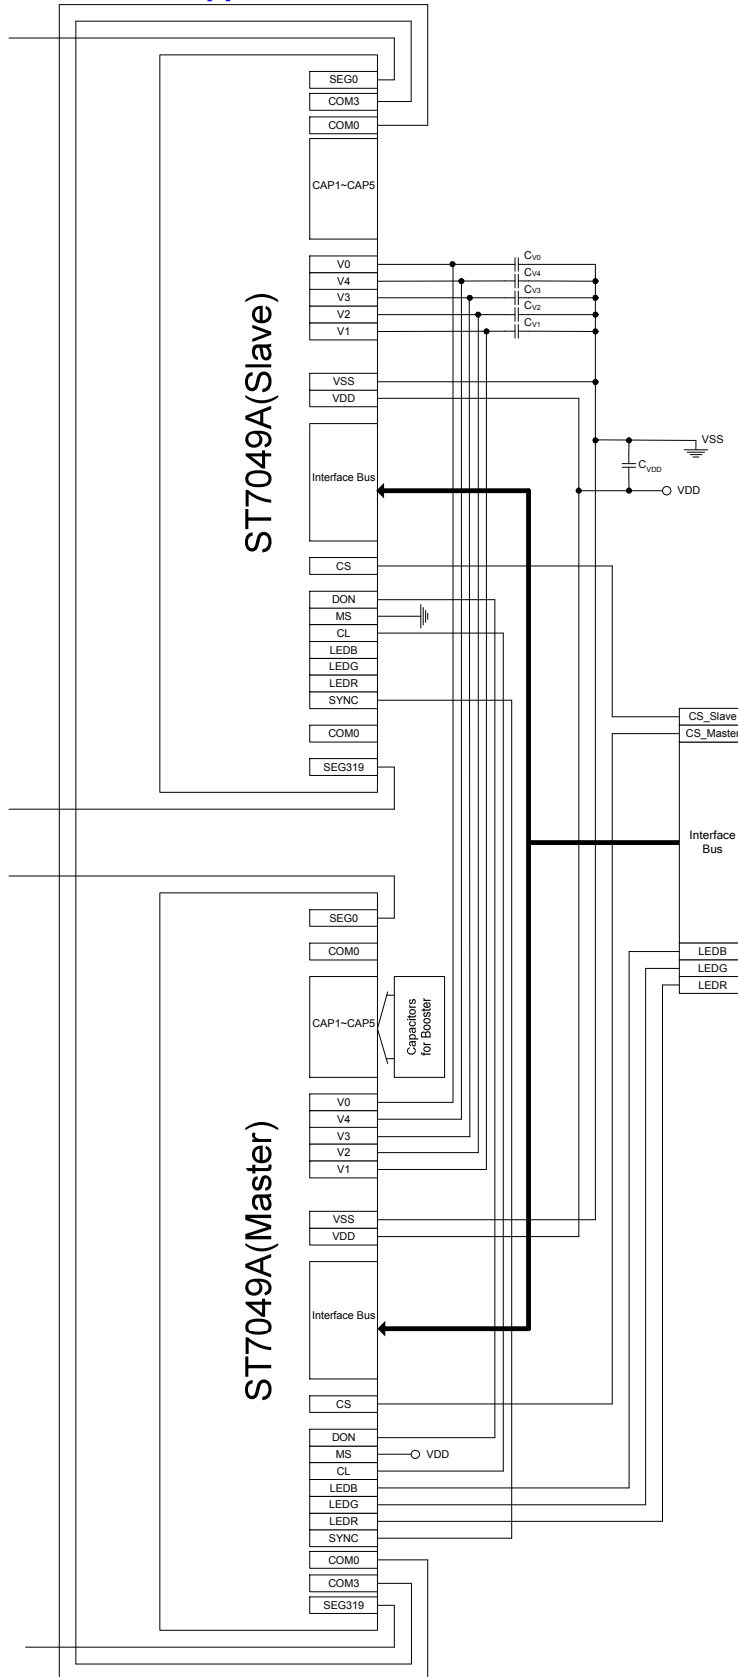 SEG0
COM3
COM0
CAP1~CAP5
V0
V4
V3
V2
V1
CV0
CV4
CV3
CV2
CV1
ST7049A(Slave)
VSS
VDD
VSS
CVDD
VDD
Interface Bus
CS
DON
MS
CL
LEDB
LEDG
LEDR
SYNC
COM0
SEG319
CS_Slave
CS_Master
Interface
Bus
LEDB
LEDG
LEDR
SEG0
COM0
CAP1~CAP5
Capacitors
for Booster
V0
V4
V3
V2
V1
ST7049A(Master)
VSS
VDD
Interface Bus
CS
DON
MS
VDD
CL
LEDB
LEDG
LEDR
SYNC
COM0
COM3
SEG319